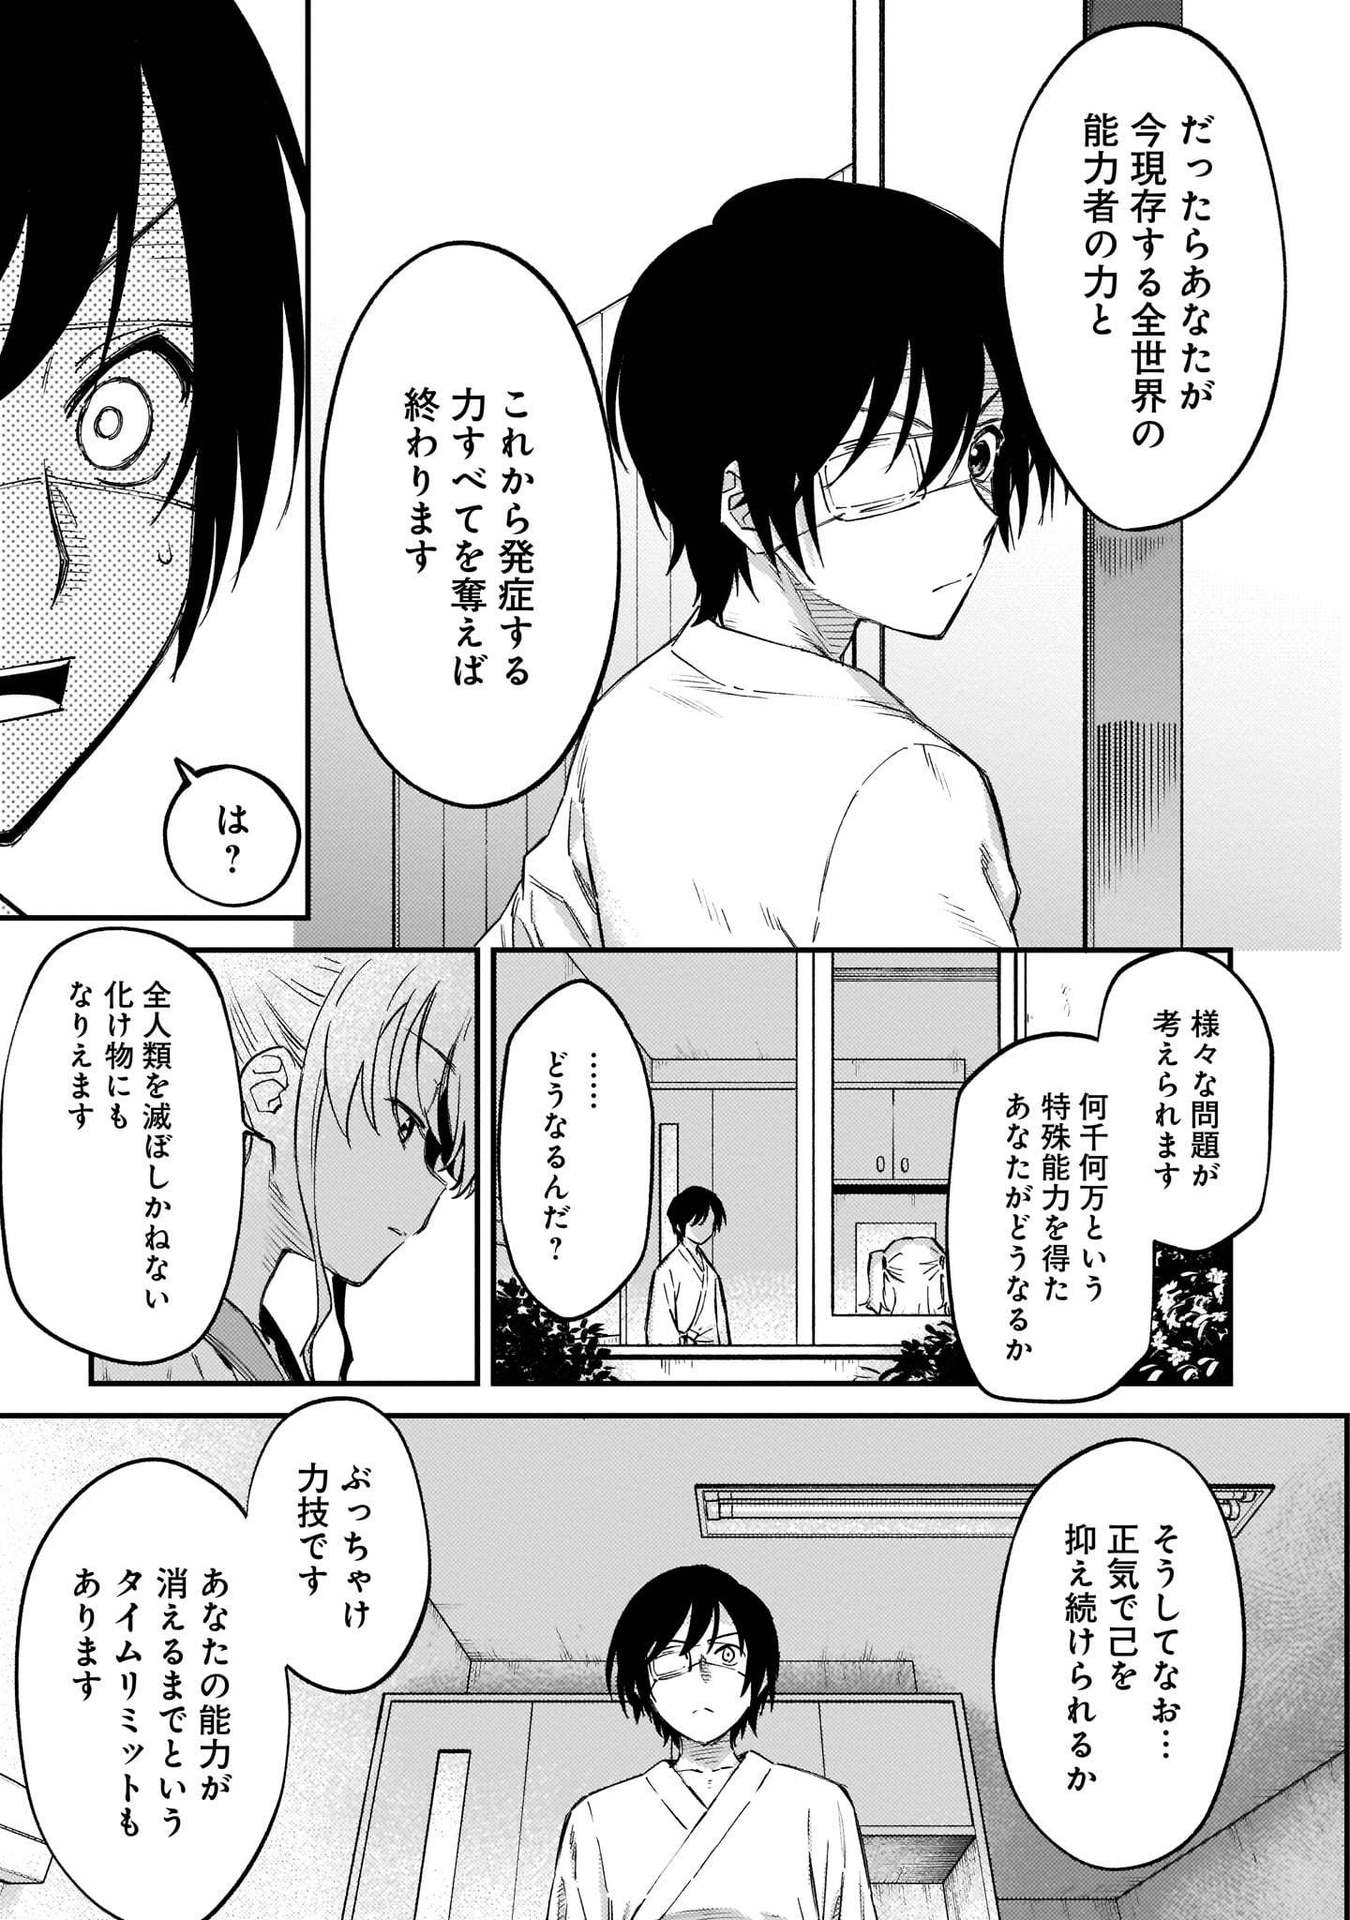 だったらあなたが
今現存する全世界の
能力者の力と
これから発症する
力すべてを奪えば
終わります
は?
様々な問題が
考えられます
何千何万という
特殊能力を得た
あなたがどうなるか
……
どうなるんだ?
全人類を滅ぼしかねない
化け物にも
なりえます
そうしてなお…
正気で己を
抑え続けられるか
ぶっちゃけ
力技です
あなたの能力が
消えるまでという
タイムリミットも
あります